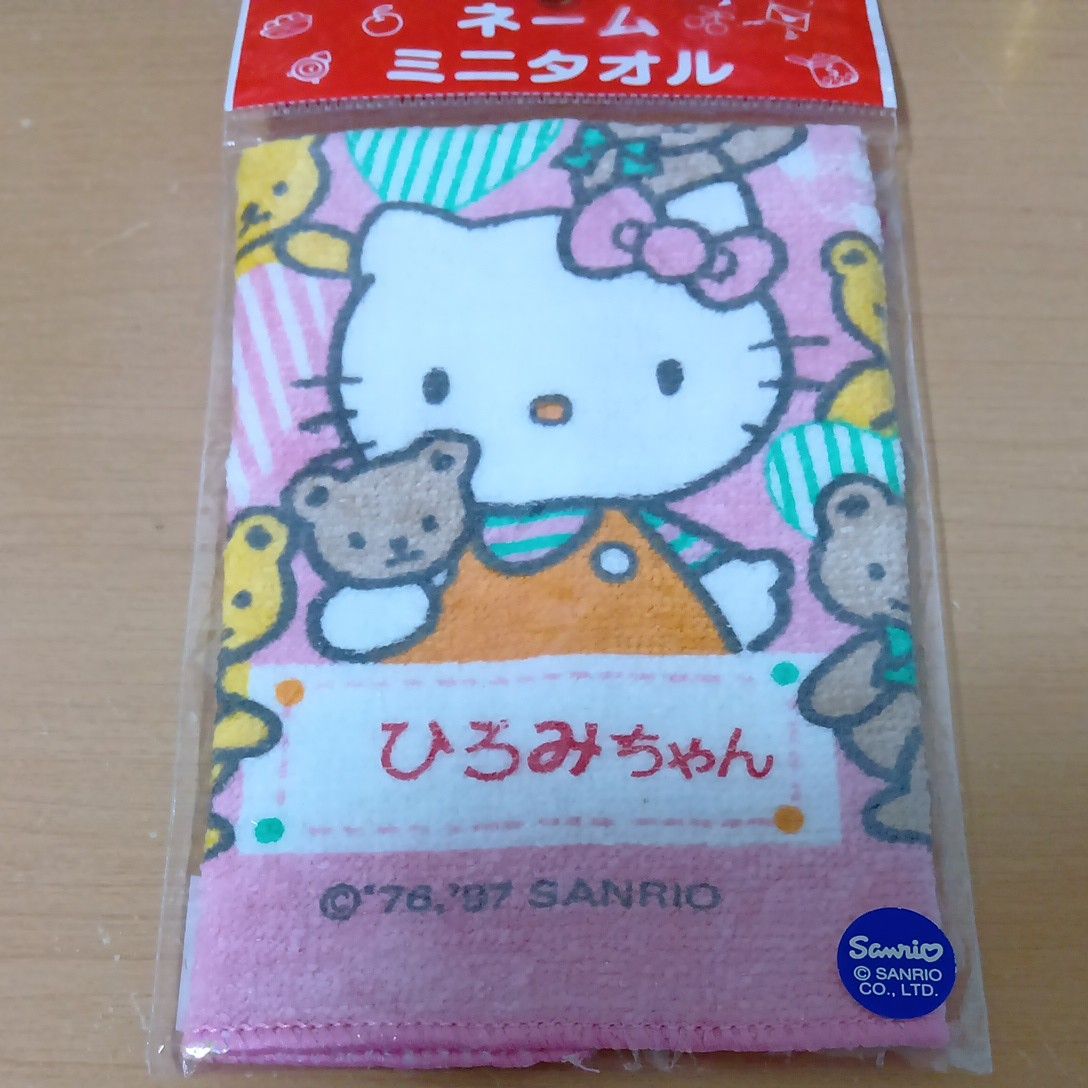 ネーム
ミニタオル
ひろみちゃん
©'76,'97 SANRIO
Sanrio
© SANRIO
CO., LTD.